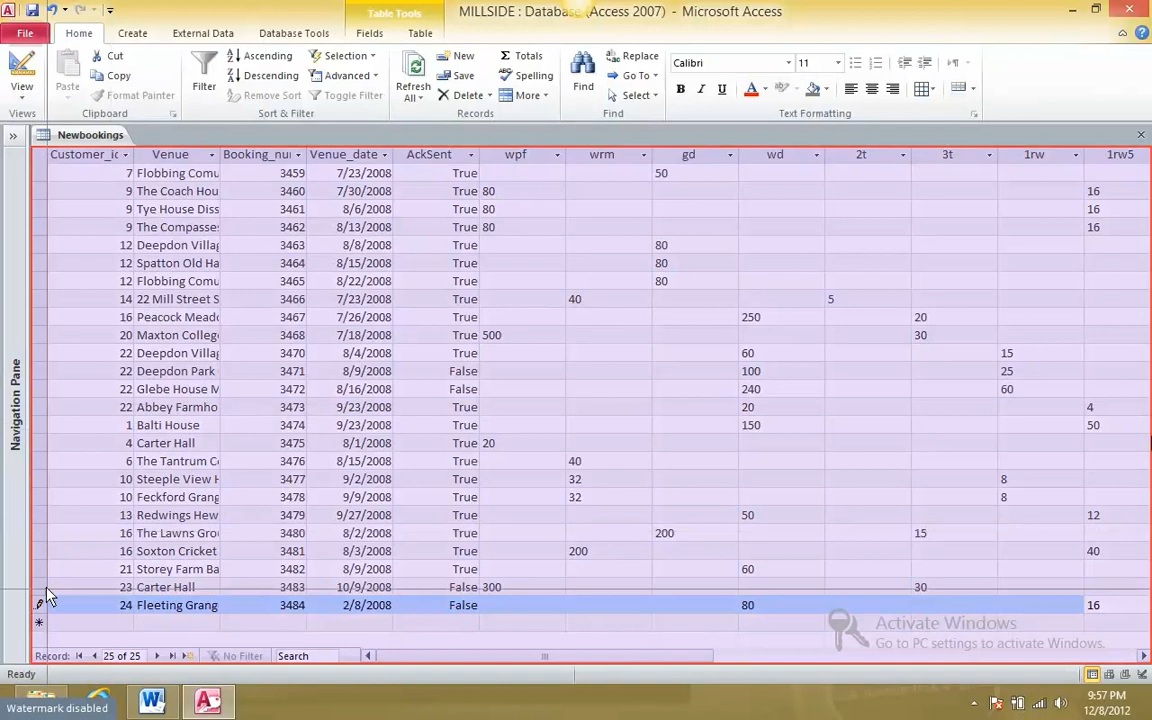 Table Tools
MILLSIDE : Database (Access 2007) - Microsoft Access
File Home Create External Data Database Tools Fields Table
View
Views
Paste
Cut
Copy
Format Painter
Clipboard
Filter
Ascending
Descending
Remove Sort
Selection
Advanced
Toggle Filter
Sort & Filter
Refresh
All
New
Save
Delete
Totals
Spelling
More
Records
Find
Replace
Go To
Select
Find
Calibri 11
B I U A
Text Formatting
Newbookings
Navigation Pane
Customer_ic Venue Booking_nu Venue_date AckSent wpf wrm gd wd 2t 3t 1rw 1rw5
7 Flobbing Comu 3459 7/23/2008 True 50
9 The Coach Hou 3460 7/30/2008 True 80 16
9 Tye House Diss 3461 8/6/2008 True 80 16
9 The Compasses 3462 8/13/2008 True 80 16
12 Deepdon Villag 3463 8/8/2008 True 80
12 Spatton Old Ha 3464 8/15/2008 True 80
12 Flobbing Comu 3465 8/22/2008 True 80
14 22 Mill Street S 3466 7/23/2008 True 40 5
16 Peacock Meado 3467 7/26/2008 True 250 20
20 Maxton College 3468 7/18/2008 True 500 30
22 Deepdon Villag 3470 8/4/2008 True 60 15
22 Deepdon Park 3471 8/9/2008 False 100 25
22 Glebe House M 3472 8/16/2008 False 240 60
22 Abbey Farmho 3473 9/23/2008 True 20 4
1 Balti House 3474 9/23/2008 True 150 50
4 Carter Hall 3475 8/1/2008 True 20
6 The Tantrum C 3476 8/15/2008 True 40
10 Steeple View H 3477 9/2/2008 True 32 8
10 Feckford Grang 3478 9/9/2008 True 32 8
13 Redwings Hew 3479 9/27/2008 True 50 12
16 The Lawns Gro 3480 8/2/2008 True 200 15
16 Soxton Cricket 3481 8/3/2008 True 200 40
21 Storey Farm Ba 3482 8/9/2008 True 60
23 Carter Hall 3483 10/9/2008 False 300 30
24 Fleeting Grang 3484 2/8/2008 False 80 16
Activate Windows
Go to PC settings to activate Windows.
Record: 25 of 25 No Filter Search
Ready
Watermark disabled
9:57 PM
12/8/2012